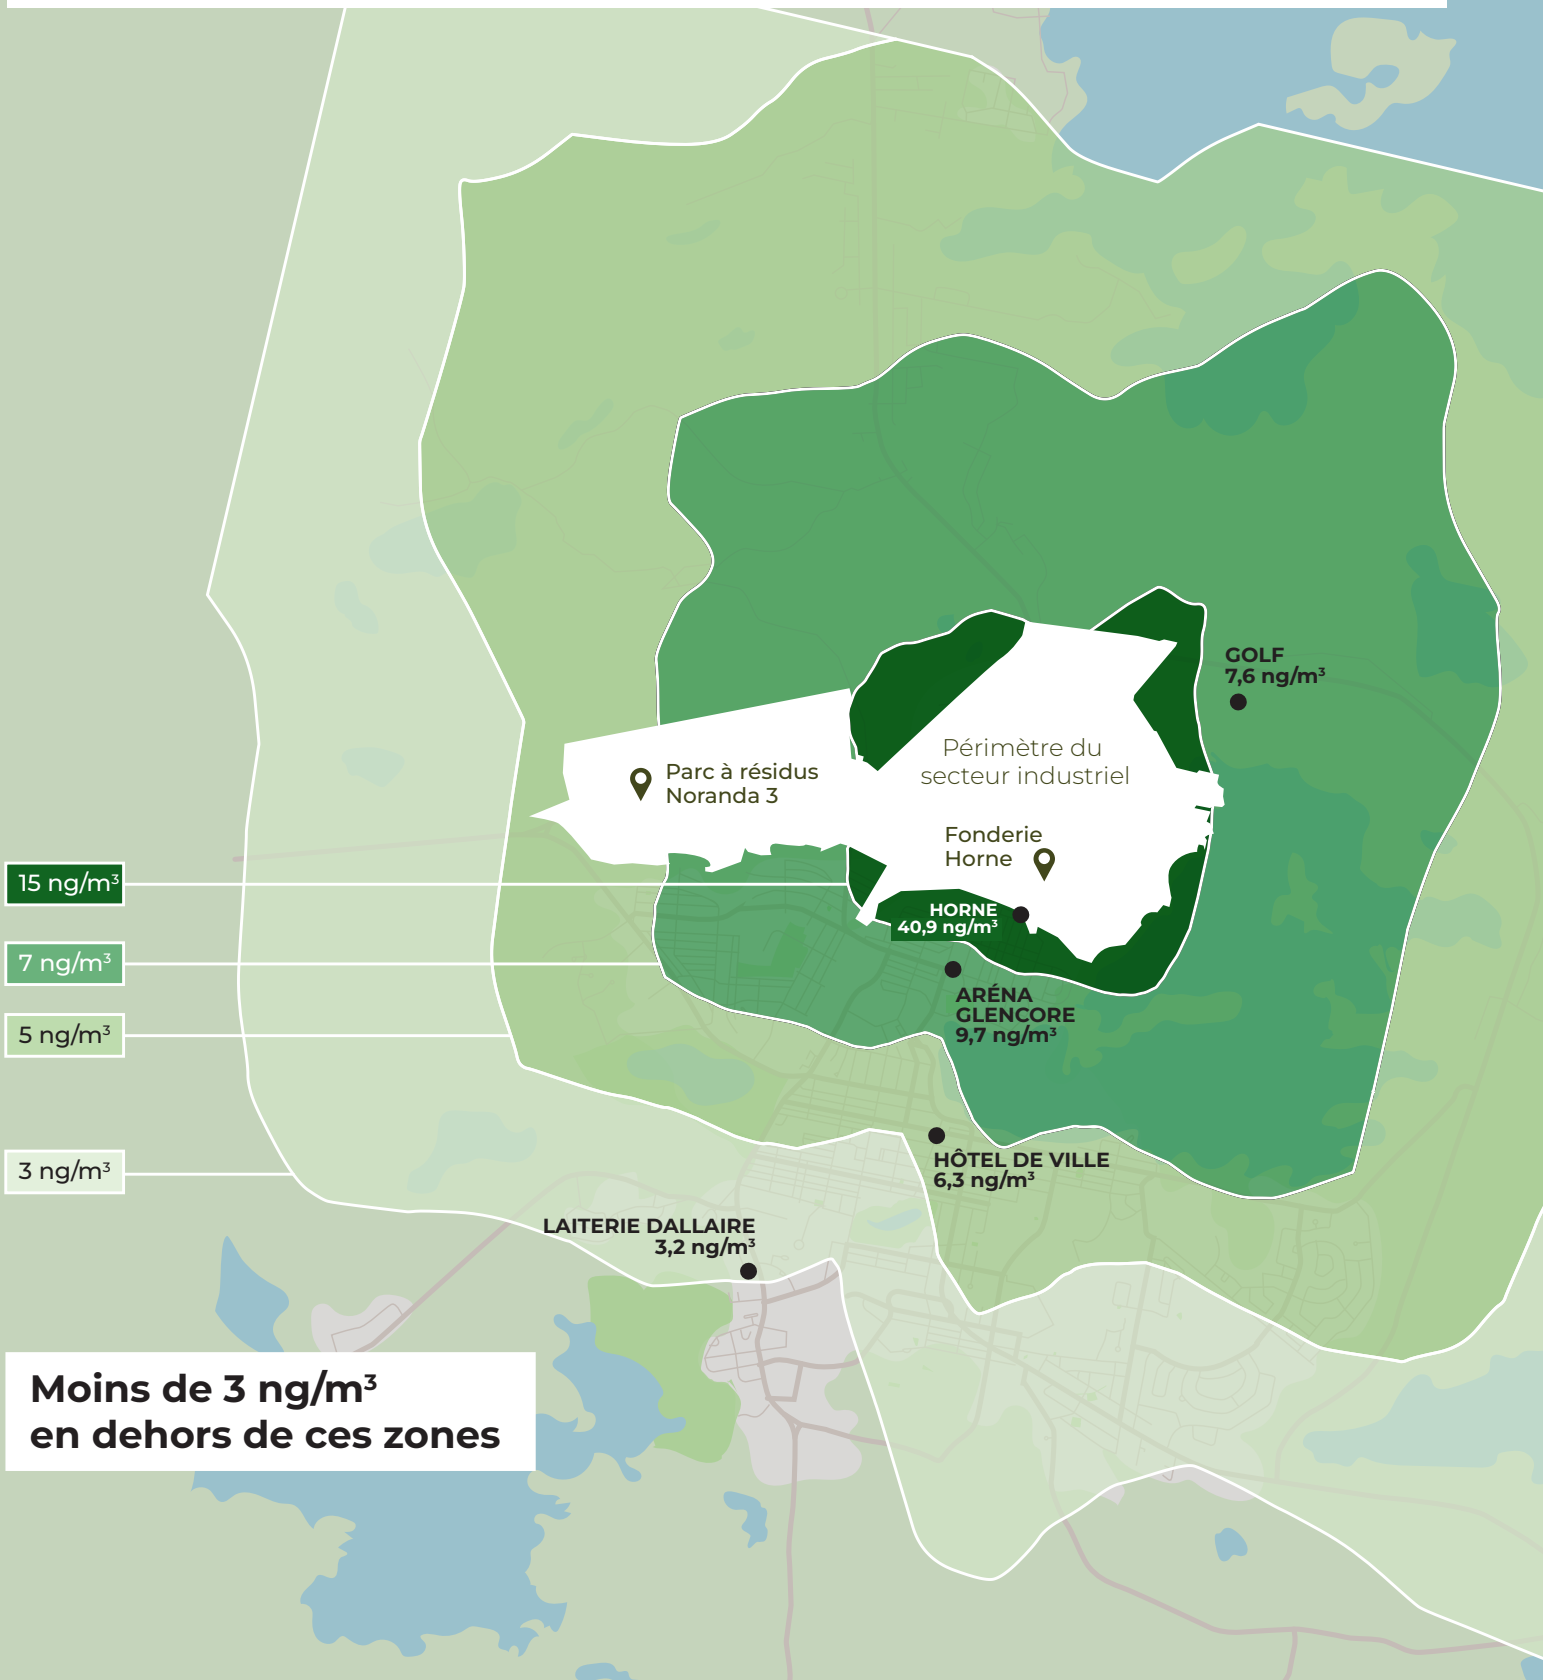 GOLF
7,6 ng/m³
Périmètre du
secteur industriel
Parc à résidus
Noranda 3
Fonderie
Horne
15 ng/m³
HORNE
40,9 ng/m³
7 ng/m³
ARÉNA
GLENCORE
9,7 ng/m³
5 ng/m³
HÔTEL DE VILLE
6,3 ng/m³
3 ng/m³
LAITERIE DALLAIRE
3,2 ng/m³
Moins de 3 ng/m³
en dehors de ces zones